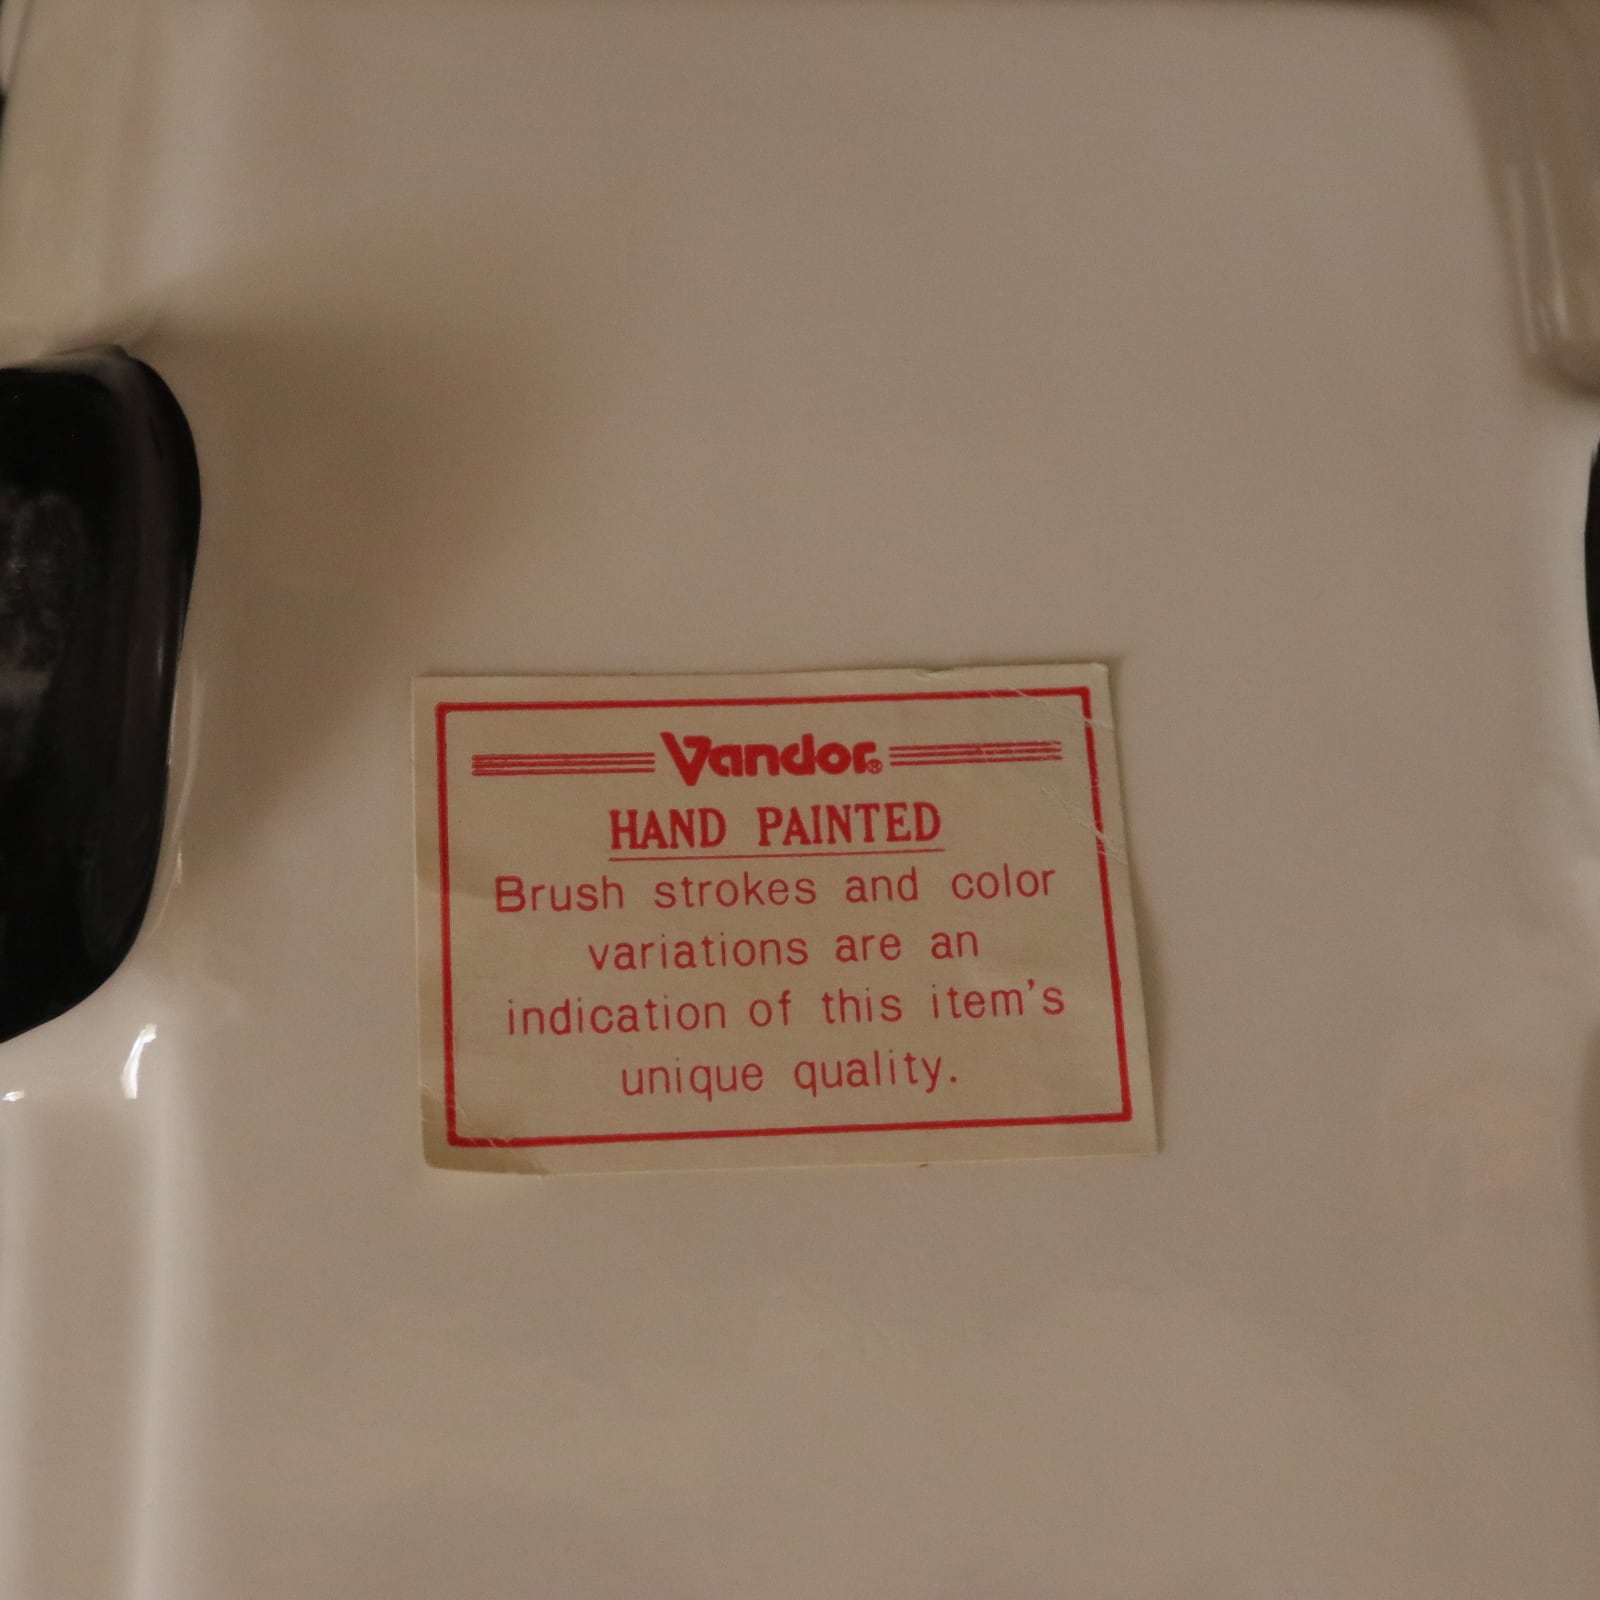 Vandor®
HAND PAINTED
Brush strokes and color
variations are an
indication of this item's
unique quality.